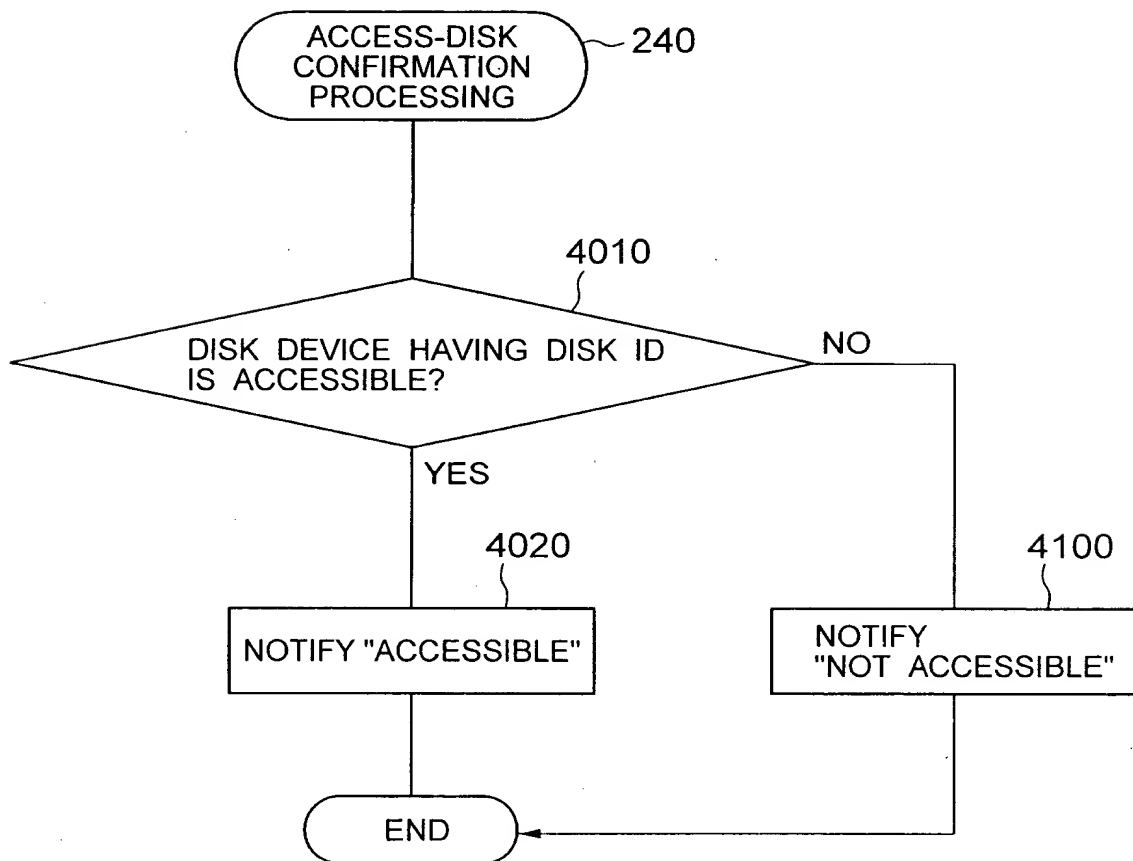 ACCESS-DISK
CONFIRMATION
PROCESSING
240
4010
DISK DEVICE HAVING DISK ID
IS ACCESSIBLE?
NO
YES
4020
4100
NOTIFY "ACCESSIBLE"
NOTIFY
"NOT ACCESSIBLE"
END